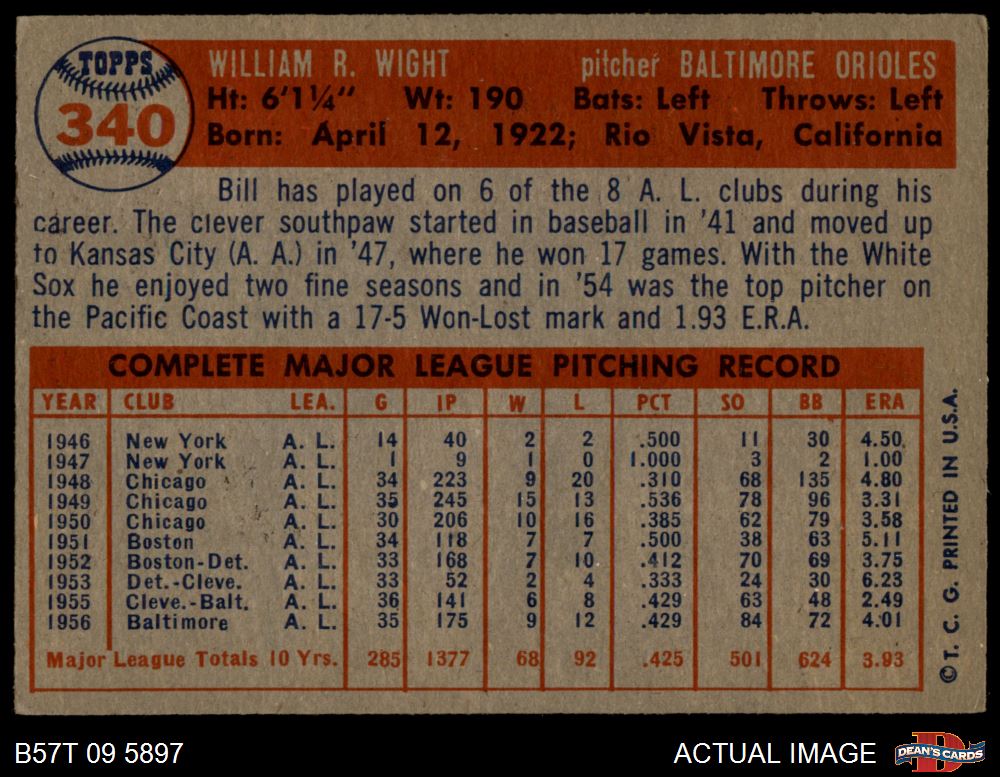 TOPPS
340
WILLIAM R. WIGHT pitcher BALTIMORE ORIOLES
Ht: 6'1¼" Wt: 190 Bats: Left Throws: Left
Born: April 12, 1922; Rio Vista, California
Bill has played on 6 of the 8 A. L. clubs during his
career. The clever southpaw started in baseball in '41 and moved up
to Kansas City (A. A.) in '47, where he won 17 games. With the White
Sox he enjoyed two fine seasons and in '54 was the top pitcher on
the Pacific Coast with a 17-5 Won-Lost mark and 1.93 E.R.A.
COMPLETE MAJOR LEAGUE PITCHING RECORD
YEAR CLUB LEA. G IP W L PCT SO BB ERA
1946 New York A. L. 14 40 2 2 .500 11 30 4.50
1947 New York A. L. 1 9 1 0 1.000 3 2 1.00
1948 Chicago A. L. 34 223 9 20 .310 68 135 4.80
1949 Chicago A. L. 35 245 15 13 .536 78 96 3.31
1950 Chicago A. L. 30 206 10 16 .385 62 79 3.58
1951 Boston A. L. 34 118 7 7 .500 38 63 5.11
1952 Boston-Det. A. L. 33 168 7 10 .412 70 69 3.75
1953 Det.-Cleve. A. L. 33 52 2 4 .333 24 30 6.23
1955 Cleve.-Balt. A. L. 36 141 6 8 .429 63 48 2.49
1956 Baltimore A. L. 35 175 9 12 .429 84 72 4.01
Major League Totals 10 Yrs. 285 1377 68 92 .425 501 624 3.93
© T. C. G. PRINTED IN U.S.A.
B57T 09 5897 ACTUAL IMAGE
DEAN'S CARDS